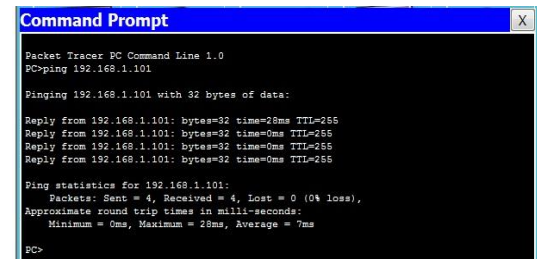 Command Prompt
X
Packet Tracer PC Command Line 1.0
PC>ping 192.168.1.101
Pinging 192.168.1.101 with 32 bytes of data:
Reply from 192.168.1.101: bytes=32 time=28ms TTL=255
Reply from 192.168.1.101: bytes=32 time=0ms TTL=255
Reply from 192.168.1.101: bytes=32 time=0ms TTL=255
Reply from 192.168.1.101: bytes=32 time=0ms TTL=255
Ping statistics for 192.168.1.101:
Packets: Sent = 4, Received = 4, Lost = 0 (0% loss),
Approximate round trip times in milli-seconds:
Minimum = 0ms, Maximum = 28ms, Average = 7ms
PC>